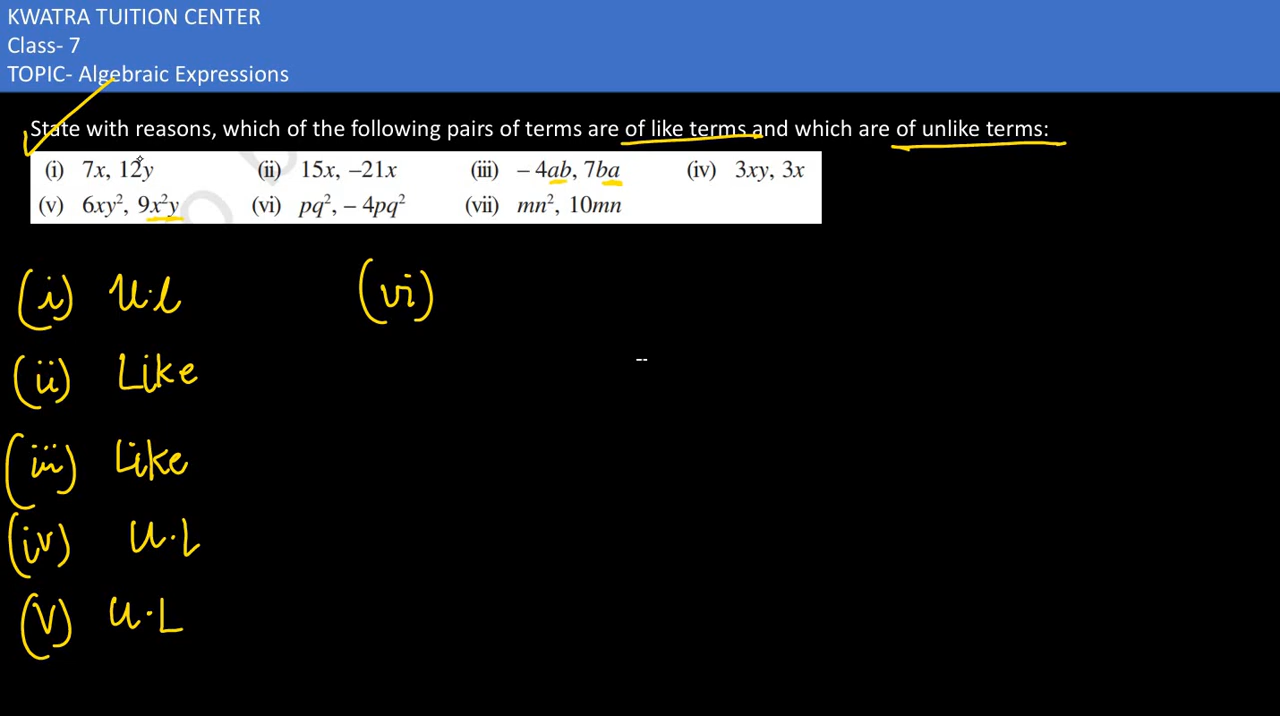 KWATRA TUITION CENTER
Class- 7
TOPIC- Algebraic Expressions
State with reasons, which of the following pairs of terms are of like terms and which are of unlike terms:
(i) 7x, 12y (ii) 15x, –21x (iii) – 4ab, 7ba (iv) 3xy, 3x
(v) 6xy², 9x²y (vi) pq², – 4pq² (vii) mn², 10mn
(i) U.L (vi)
(ii) Like
(iii) Like
(iv) U.L
(v) U.L